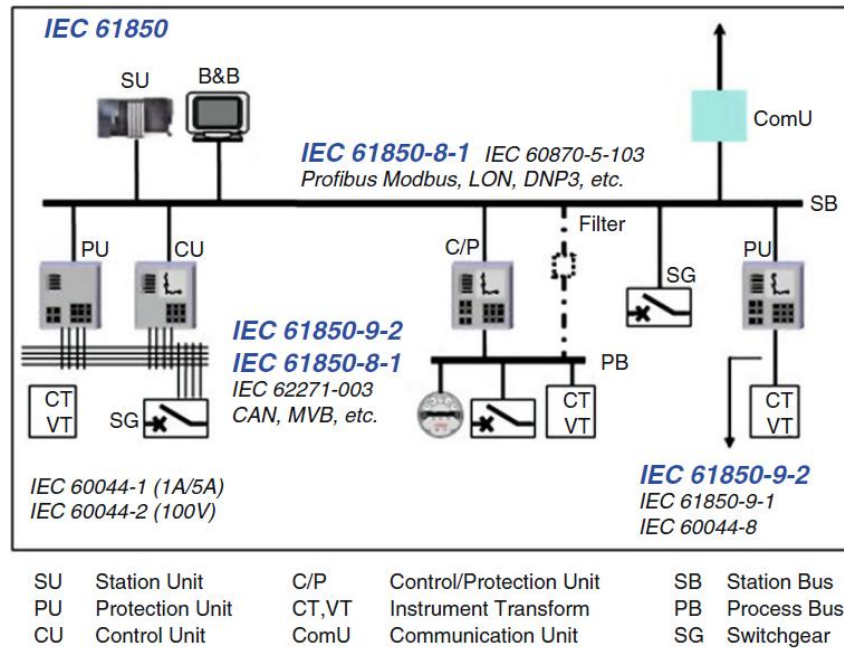 IEC 61850
SU
B&B
ComU
IEC 61850-8-1 IEC 60870-5-103
Profibus Modbus, LON, DNP3, etc.
SB
PU
CU
C/P
Filter
SG
PU
IEC 61850-9-2
IEC 61850-8-1
IEC 62271-003
CAN, MVB, etc.
PB
CT
VT
SG
CT
VT
CT
VT
IEC 60044-1 (1A/5A)
IEC 60044-2 (100V)
IEC 61850-9-2
IEC 61850-9-1
IEC 60044-8
SU Station Unit C/P Control/Protection Unit SB Station Bus
PU Protection Unit CT,VT Instrument Transform PB Process Bus
CU Control Unit ComU Communication Unit SG Switchgear